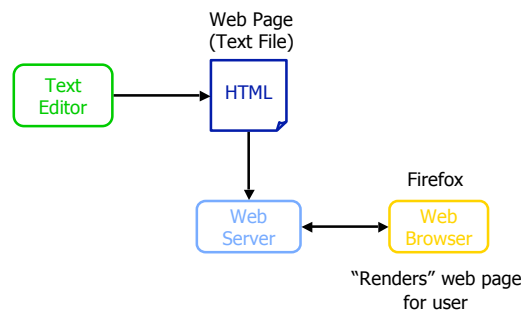 Web Page
(Text File)
Text
Editor
HTML
Firefox
Web
Server
Web
Browser
“Renders” web page
for user